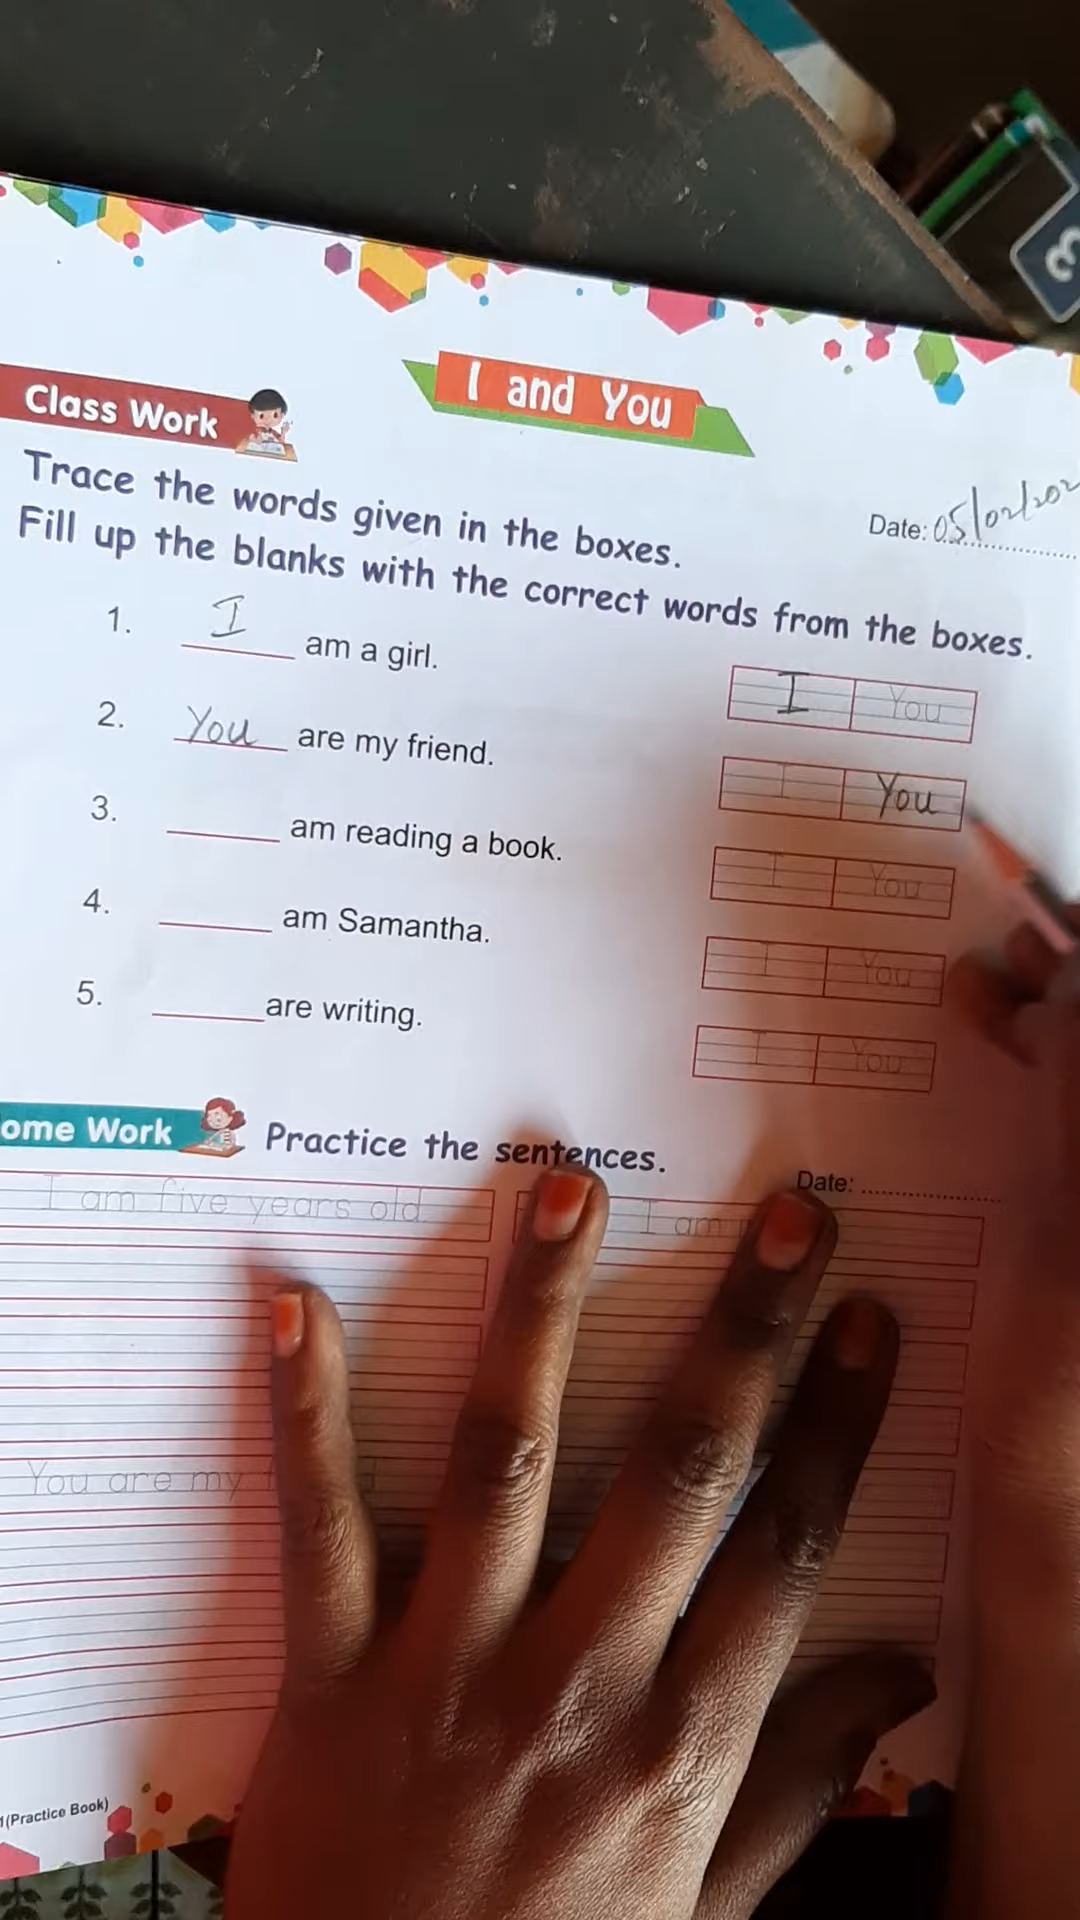 I and You
Class Work
Trace the words given in the boxes.
Date: 05/02/202
Fill up the blanks with the correct words from the boxes.
1. I am a girl. I You
2. You are my friend. I You
3. ______ am reading a book. I You
4. ______ am Samantha. I You
5. ______ are writing. I You
ome Work Practice the sentences.
Date:
I am five years old. I am
You are my
(Practice Book)
3